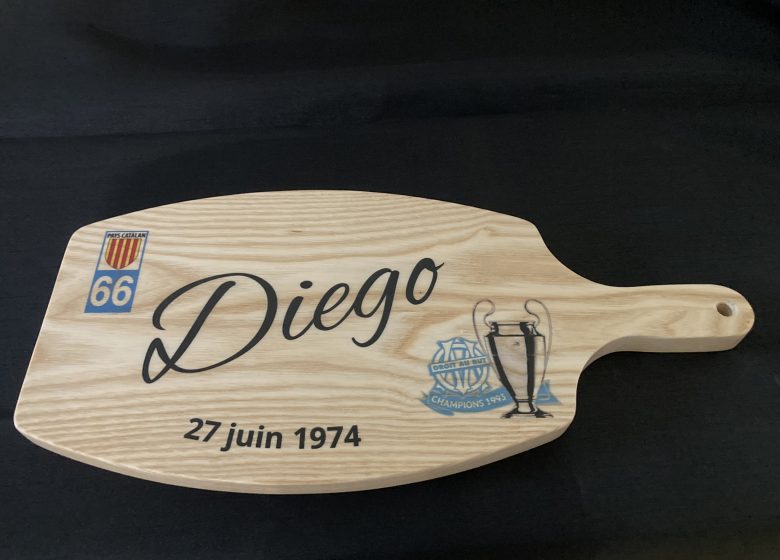 PAYS CATALAN
66
Diego
DROIT AU BUT
CHAMPIONS 1993
27 juin 1974